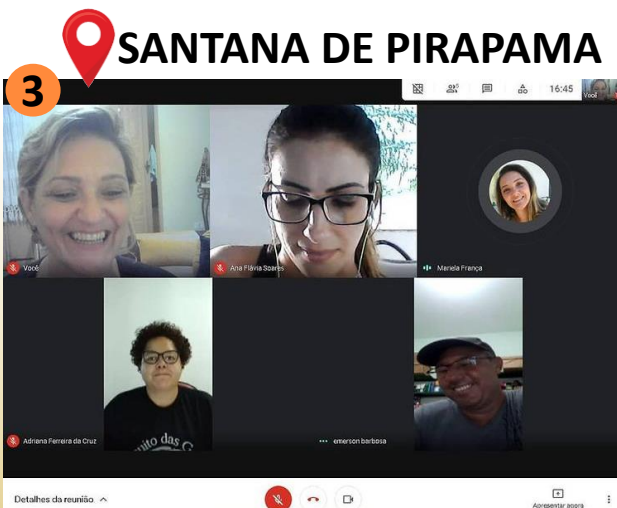 SANTANA DE PIRAPAMA
3
16:45
Você
Você
Ana Flávia Soares
Mariela França
Adriana Ferreira da Cruz
emerson barbosa
Detalhes da reunião
Apresentar agora